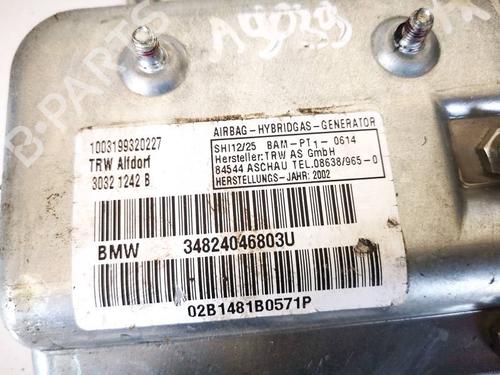 B-PARTS
1003199320227
TRW Alfdorf
3032 1242 B
AIRBAG-HYBRIDGAS-GENERATOR
SHI12/25 BAM-PT1-0614
Hersteller:TRW AS GmbH
84544 ASCHAU TEL.08638/965-0
HERSTELLUNGS-JAHR: 2002
BMW 34824046803U
02B1481B0571P